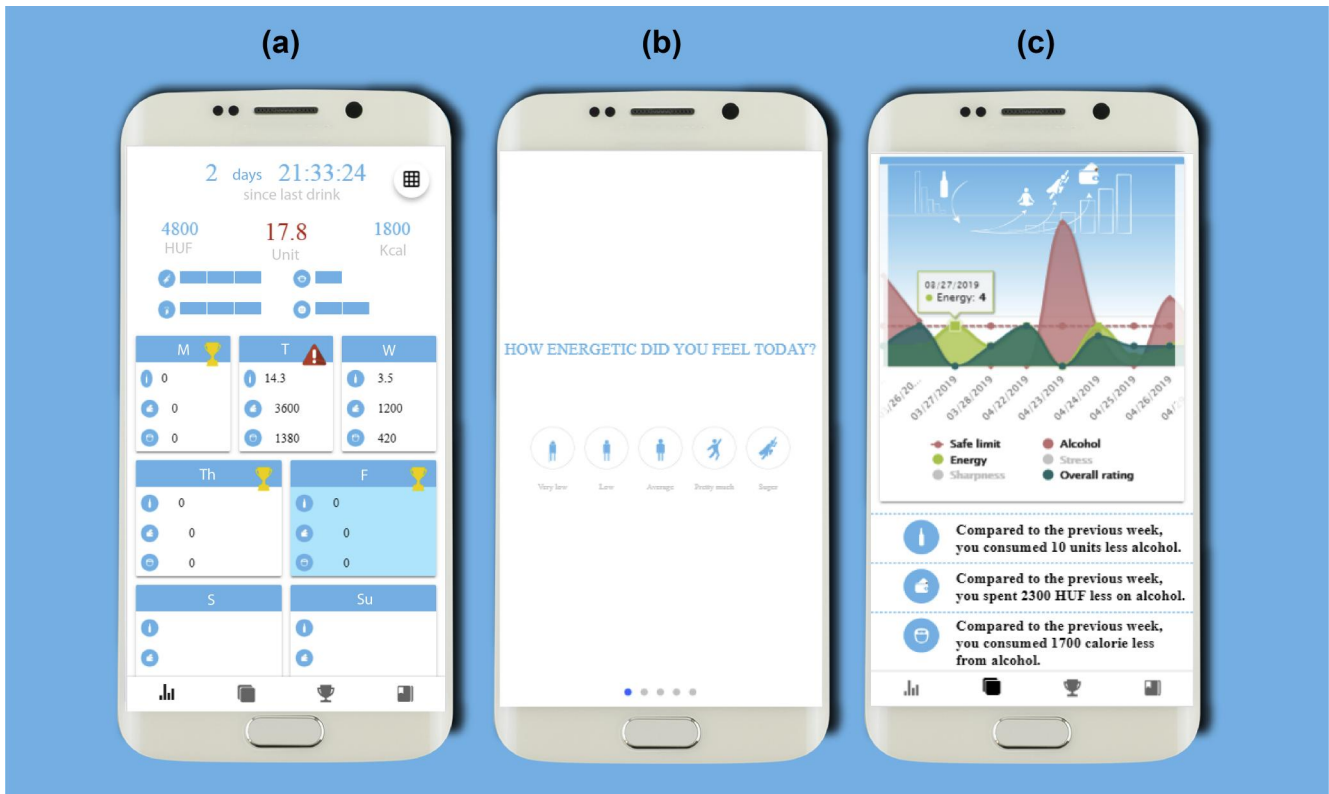 (a)
(b)
(c)
2 days 21:33:24
since last drink
4800
HUF
17.8
Unit
1800
Kcal
M
0
0
0
T
14.3
3600
1380
W
3.5
1200
420
Th
0
0
0
F
0
0
0
S
Su
HOW ENERGETIC DID YOU FEEL TODAY?
Very low
Low
Average
Pretty much
Super
03/27/2019
Energy: 4
/26/20...
03/27/2019
03/28/2019
04/22/2019
04/23/2019
04/24/2019
04/25/2019
04/26/2019
04/
Safe limit
Alcohol
Energy
Stress
Sharpness
Overall rating
Compared to the previous week,
you consumed 10 units less alcohol.
Compared to the previous week,
you spent 2300 HUF less on alcohol.
Compared to the previous week,
you consumed 1700 calorie less
from alcohol.